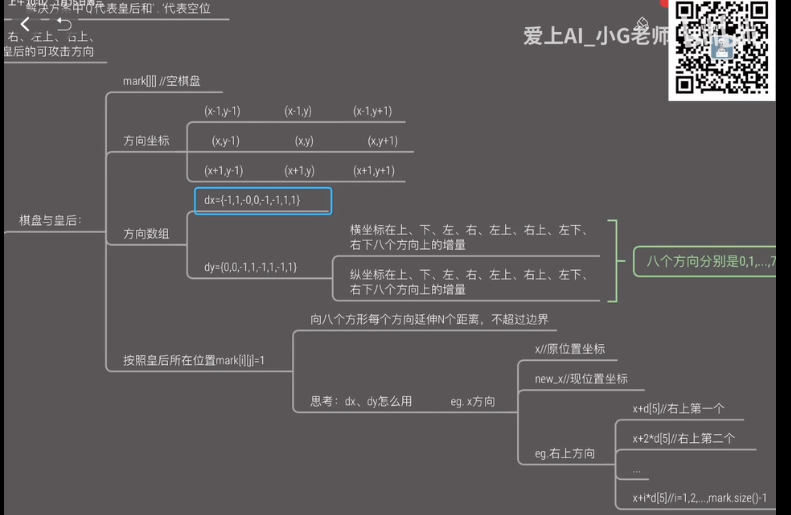 解决方案中'Q'代表皇后和'.'代表空位
右、左上、右上、
皇后的可攻击方向
爱上AI_小G老师
mark[][] //空棋盘
(x-1,y-1) (x-1,y) (x-1,y+1)
方向坐标
(x,y-1) (x,y) (x,y+1)
(x+1,y-1) (x+1,y) (x+1,y+1)
dx={-1,1,-0,0,-1,-1,1,1}
棋盘与皇后:
方向数组
横坐标在上、下、左、右、左上、右上、左下、
右下八个方向上的增量
八个方向分别是0,1,...,7
dy={0,0,-1,1,-1,1,-1,1}
纵坐标在上、下、左、右、左上、右上、左下、
右下八个方向上的增量
向八个方形每个方向延伸N个距离，不超过边界
按照皇后所在位置mark[i][j]=1
x//原位置坐标
new_x//现位置坐标
思考：dx、dy怎么用 eg. x方向
x+d[5]//右上第一个
x+2*d[5]//右上第二个
eg.右上方向
...
x+i*d[5]//i=1,2,...,mark.size()-1